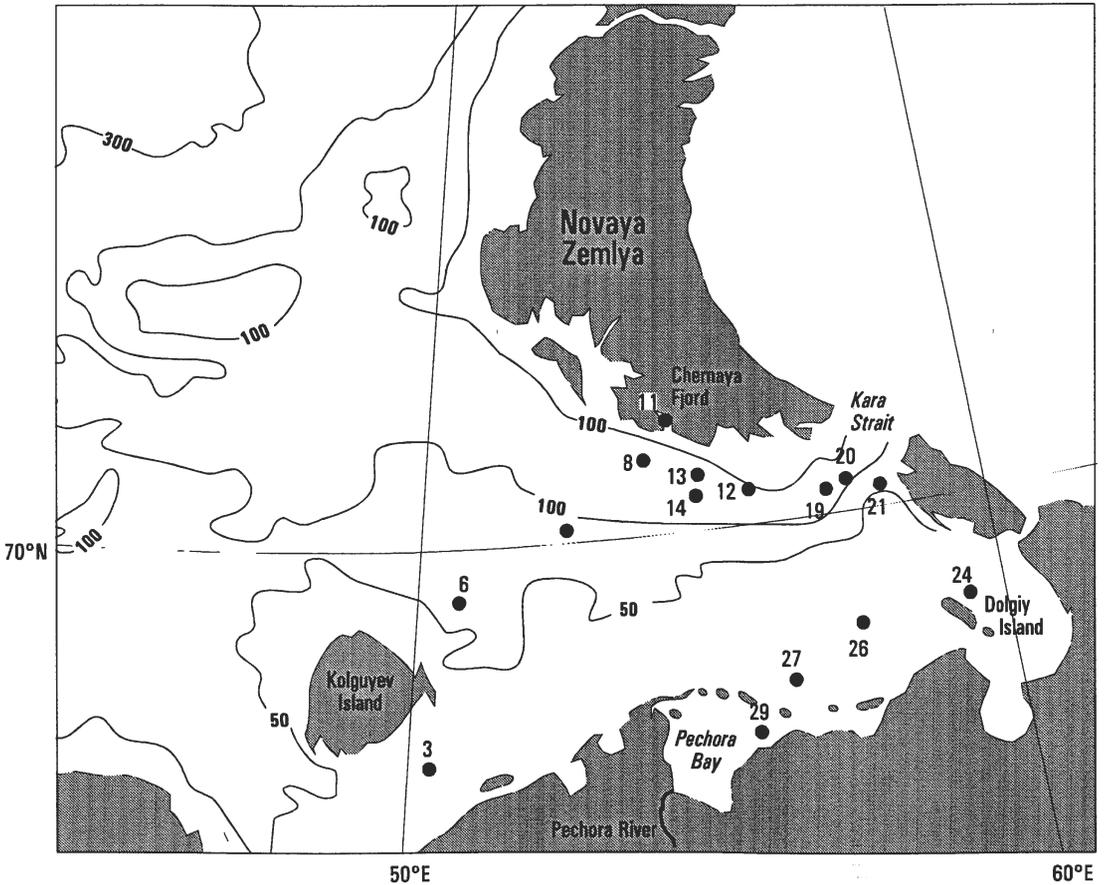 300
100
Novaya
Zemlya
100
Chernaya
Fjord
11
100
Kara
Strait
8
13
20
14
12
19
21
100
100
70°N
6
50
24
Dolgiy
Island
26
27
Kolguyev
Island
50
29
Pechora
Bay
3
Pechora River
50°E
60°E